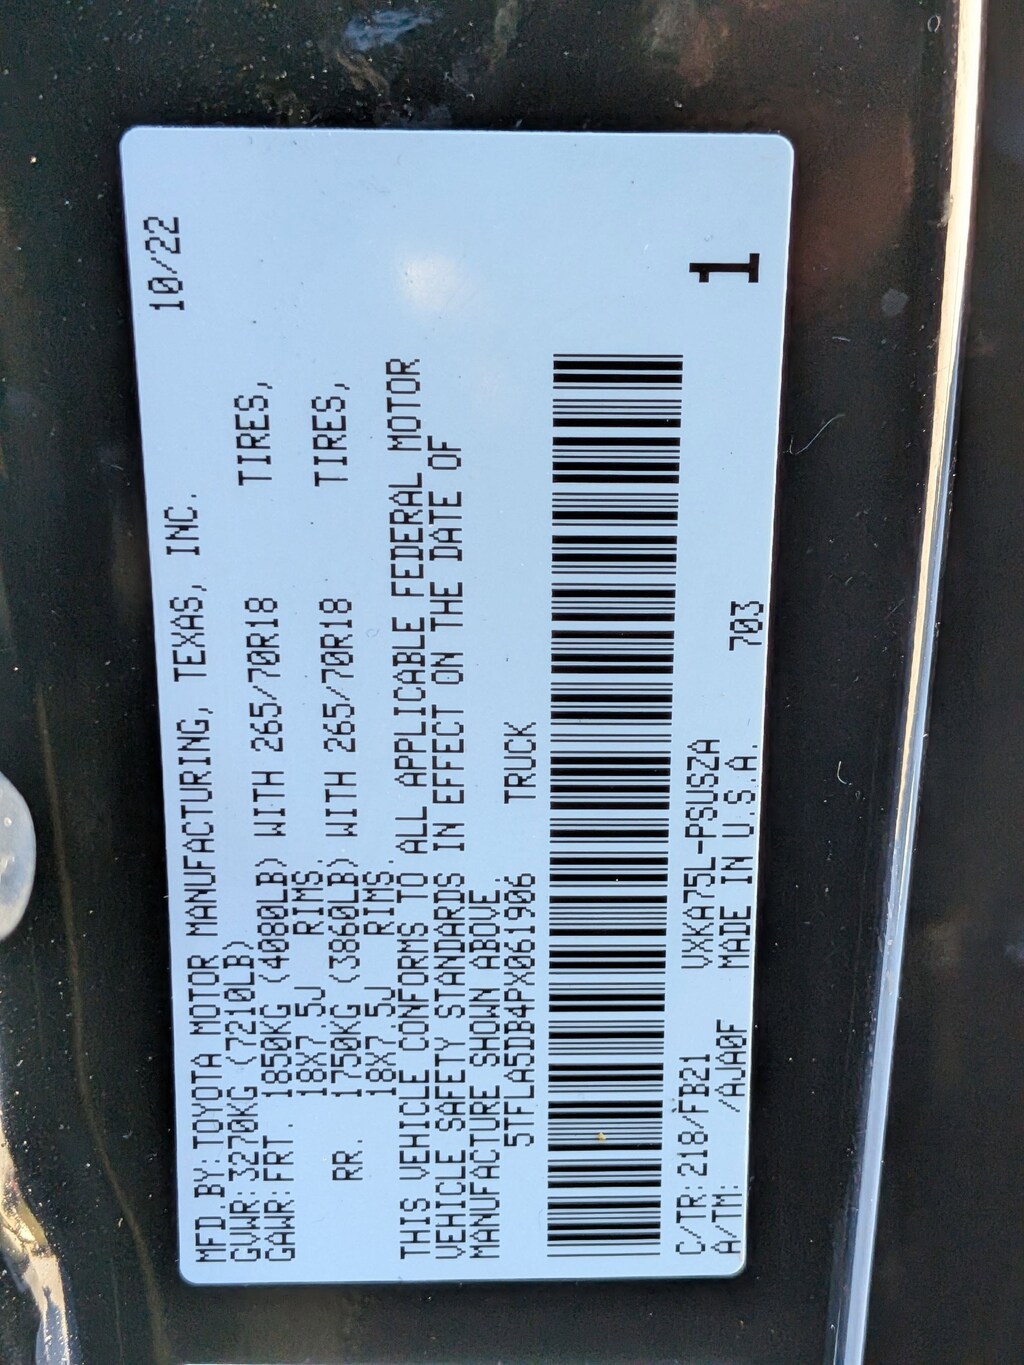 MFD.BY:TOYOTA MOTOR MANUFACTURING, TEXAS, INC. 10/22
GVWR:3270KG(7210LB)
GAWR:FRT. 1850KG (4080LB) WITH 265/70R18 TIRES,
18X7.5J RIMS.
RR. 1750KG (3860LB) WITH 265/70R18 TIRES,
18X7.5J RIMS.
THIS VEHICLE CONFORMS TO ALL APPLICABLE FEDERAL MOTOR
VEHICLE SAFETY STANDARDS IN EFFECT ON THE DATE OF
MANUFACTURE SHOWN ABOVE.
5TFLA5DB4PX061906 TRUCK
C/TR:218/FB21 VXKA75L-PSUSZA
A/TM: /AJA0F MADE IN U.S.A. 703
1